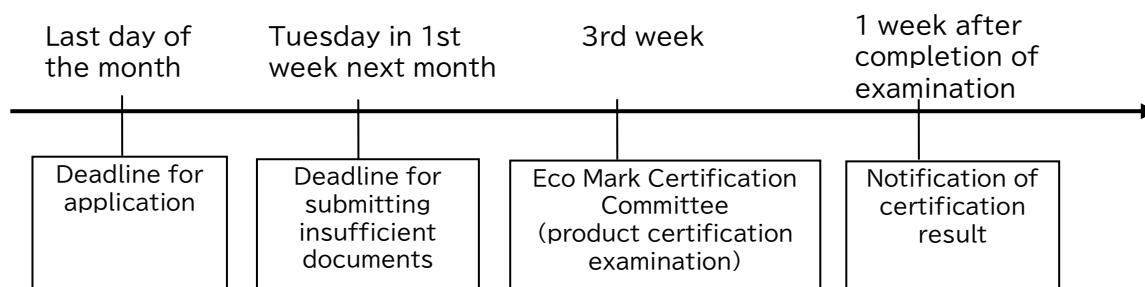 Last day of
the month
Tuesday in 1st
week next month
3rd week
1 week after
completion of
examination
Deadline for
application
Deadline for
submitting
insufficient
documents
Eco Mark Certification
Committee
(product certification
examination)
Notification of
certification
result